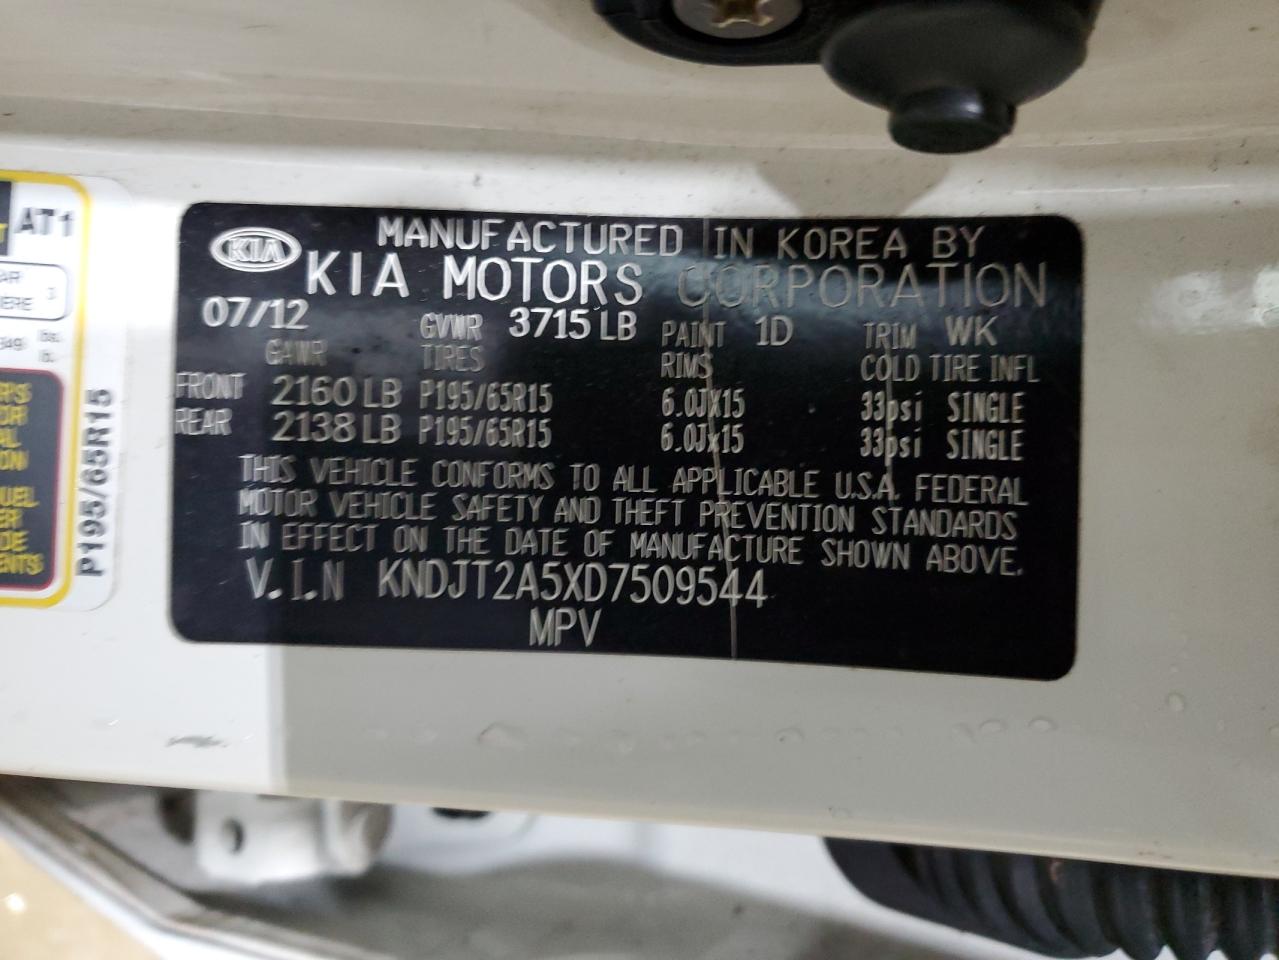 KIA
MANUFACTURED IN KOREA BY
KIA MOTORS CORPORATION
07/12 GVWR 3715 LB PAINT 1D TRIM WK
GAWR TIRES RIMS COLD TIRE INFL
FRONT 2160 LB P195/65R15 6.0Jx15 33psi SINGLE
REAR 2138 LB P195/65R15 6.0Jx15 33psi SINGLE
THIS VEHICLE CONFORMS TO ALL APPLICABLE U.S.A. FEDERAL
MOTOR VEHICLE SAFETY AND THEFT PREVENTION STANDARDS
IN EFFECT ON THE DATE OF MANUFACTURE SHOWN ABOVE.
V.I.N KNDJT2A5XD7509544
MPV
AT1
3
lbs.
lb.
P195/65R15